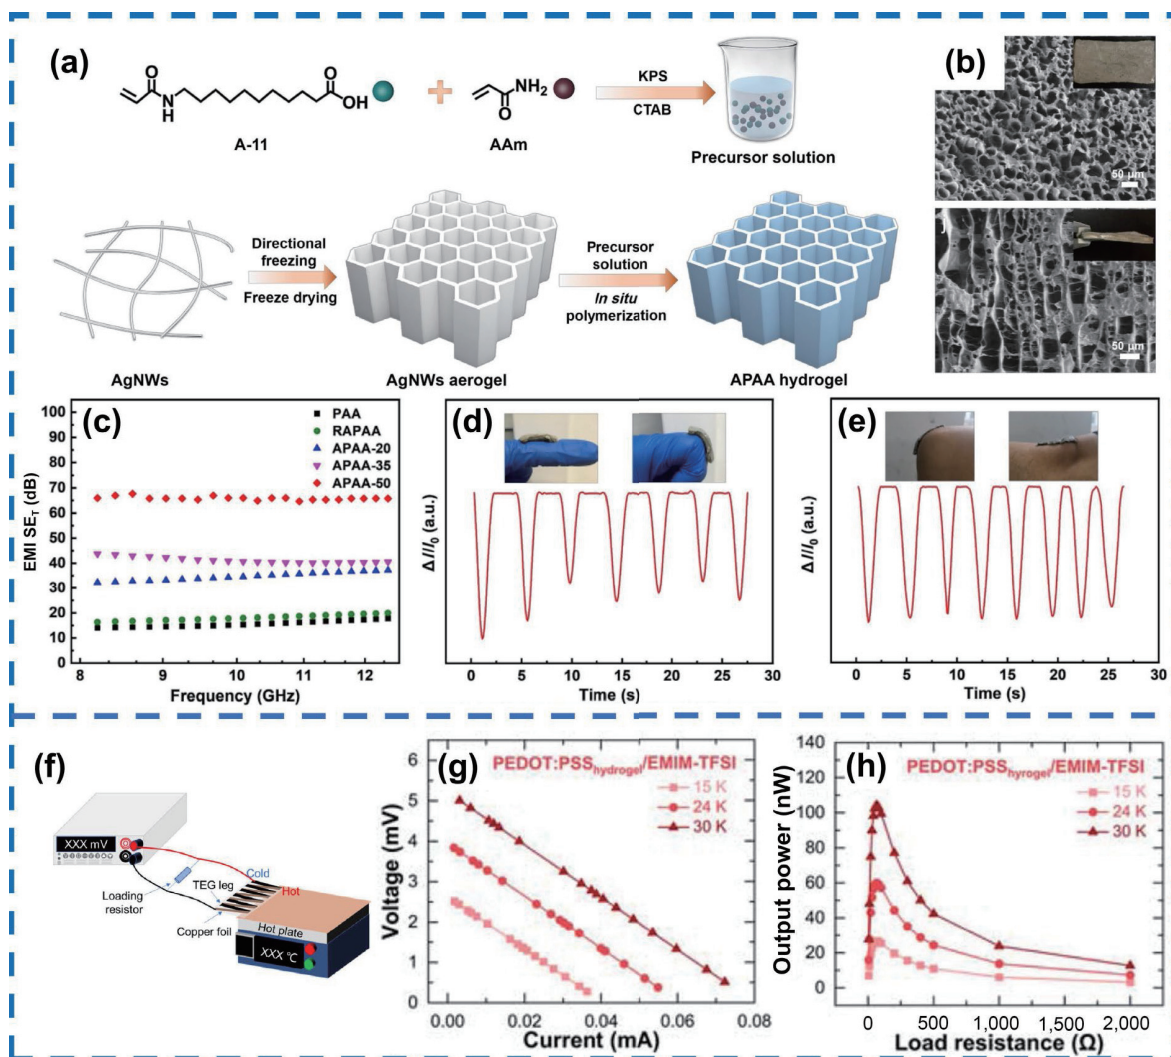 (a)
O
N
H
O
OH
A-11
+
NH₂
O
AAm
KPS
CTAB
Precursor solution
AgNWs
Directional
freezing
Freeze drying
AgNWs aerogel
Precursor
solution
In situ
polymerization
APAA hydrogel
(b)
50 μm
j
50 μm
(c)
EMI SE_T (dB)
100
90
80
70
60
50
40
30
20
10
0
PAA
RAPAA
APAA-20
APAA-35
APAA-50
8 9 10 11 12
Frequency (GHz)
(d)
ΔI/I₀ (a.u.)
0 5 10 15 20 25 30
Time (s)
(e)
ΔI/I₀ (a.u.)
0 5 10 15 20 25 30
Time (s)
(f)
XXX mV
Cold
TEG leg
Hot
Loading
resistor
Copper foil
Hot plate
XXX ℃
(g)
PEDOT:PSS_hydrogel/EMIM-TFSI
15 K
24 K
30 K
Voltage (mV)
6
5
4
3
2
1
0
0.00 0.02 0.04 0.06 0.08
Current (mA)
(h)
PEDOT:PSS_hyrogel/EMIM-TFSI
15 K
24 K
30 K
Output power (nW)
140
120
100
80
60
40
20
0
0 500 1,000 1,500 2,000
Load resistance (Ω)